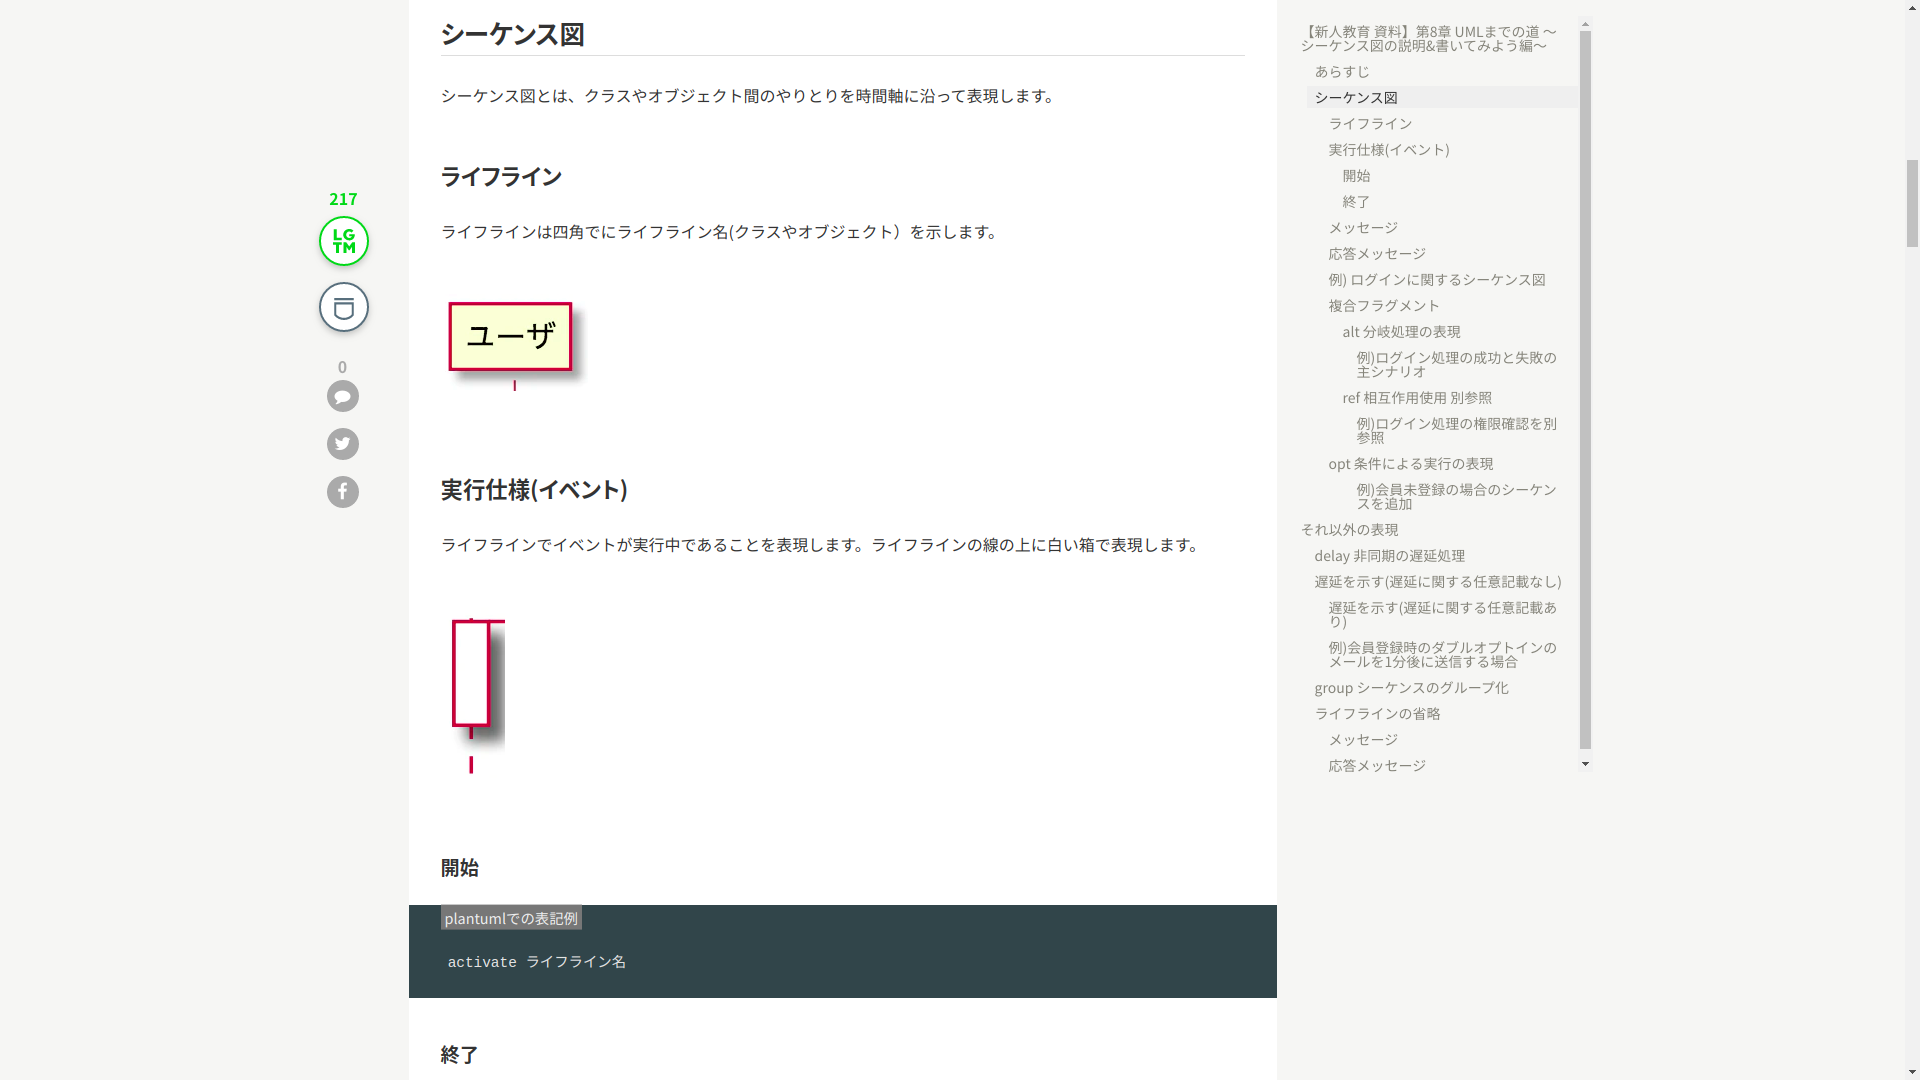 シーケンス図
シーケンス図とは、クラスやオブジェクト間のやりとりを時間軸に沿って表現します。
ライフライン
ライフラインは四角でにライフライン名(クラスやオブジェクト）を示します。
ユーザ
実行仕様(イベント)
ライフラインでイベントが実行中であることを表現します。ライフラインの線の上に白い箱で表現します。
開始
plantumlでの表記例
activate ライフライン名
終了
217
LG
TM
0
【新人教育 資料】第8章 UMLまでの道 〜
シーケンス図の説明&書いてみよう編〜
あらすじ
シーケンス図
ライフライン
実行仕様(イベント)
開始
終了
メッセージ
応答メッセージ
例) ログインに関するシーケンス図
複合フラグメント
alt 分岐処理の表現
例)ログイン処理の成功と失敗の
主シナリオ
ref 相互作用使用 別参照
例)ログイン処理の権限確認を別
参照
opt 条件による実行の表現
例)会員未登録の場合のシーケン
スを追加
それ以外の表現
delay 非同期の遅延処理
遅延を示す(遅延に関する任意記載なし)
遅延を示す(遅延に関する任意記載あ
り)
例)会員登録時のダブルオプトインの
メールを1分後に送信する場合
group シーケンスのグループ化
ライフラインの省略
メッセージ
応答メッセージ